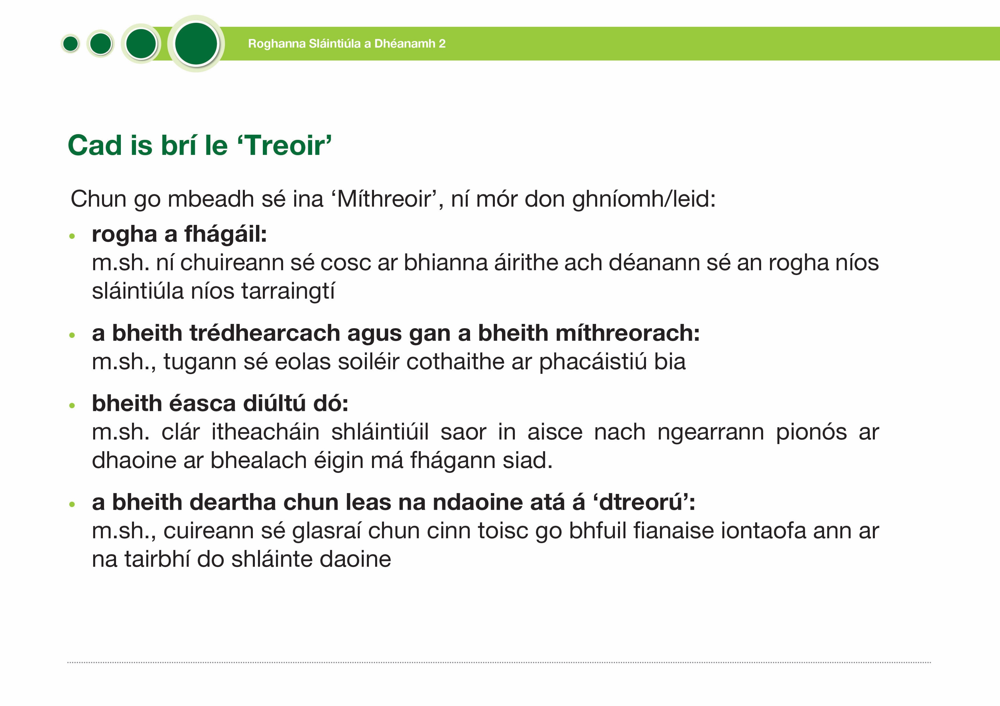 Roghanna Sláintiúla a Dhéanamh 2
Cad is brí le ‘Treoir’
Chun go mbeadh sé ina ‘Míthreoir’, ní mór don ghníomh/leid:
• rogha a fhágáil:
m.sh. ní chuireann sé cosc ar bhianna áirithe ach déanann sé an rogha níos
sláintiúla níos tarraingtí
• a bheith trédhearcach agus gan a bheith míthreorach:
m.sh., tugann sé eolas soiléir cothaithe ar phacáistiú bia
• bheith éasca diúltú dó:
m.sh. clár itheacháin shláintiúil saor in aisce nach ngearrann pionós ar
dhaoine ar bhealach éigin má fhágann siad.
• a bheith deartha chun leas na ndaoine atá á ‘dtreorú’:
m.sh., cuireann sé glasraí chun cinn toisc go bhfuil fianaise iontaofa ann ar
na tairbhí do shláinte daoine